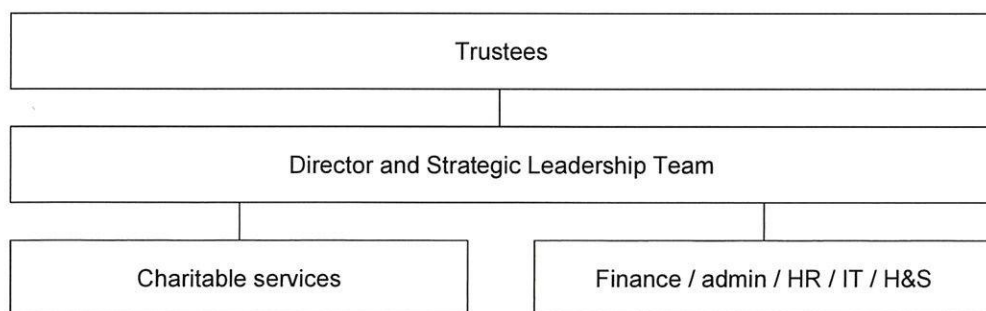 Trustees
Director and Strategic Leadership Team
Charitable services
Finance / admin / HR / IT / H&S